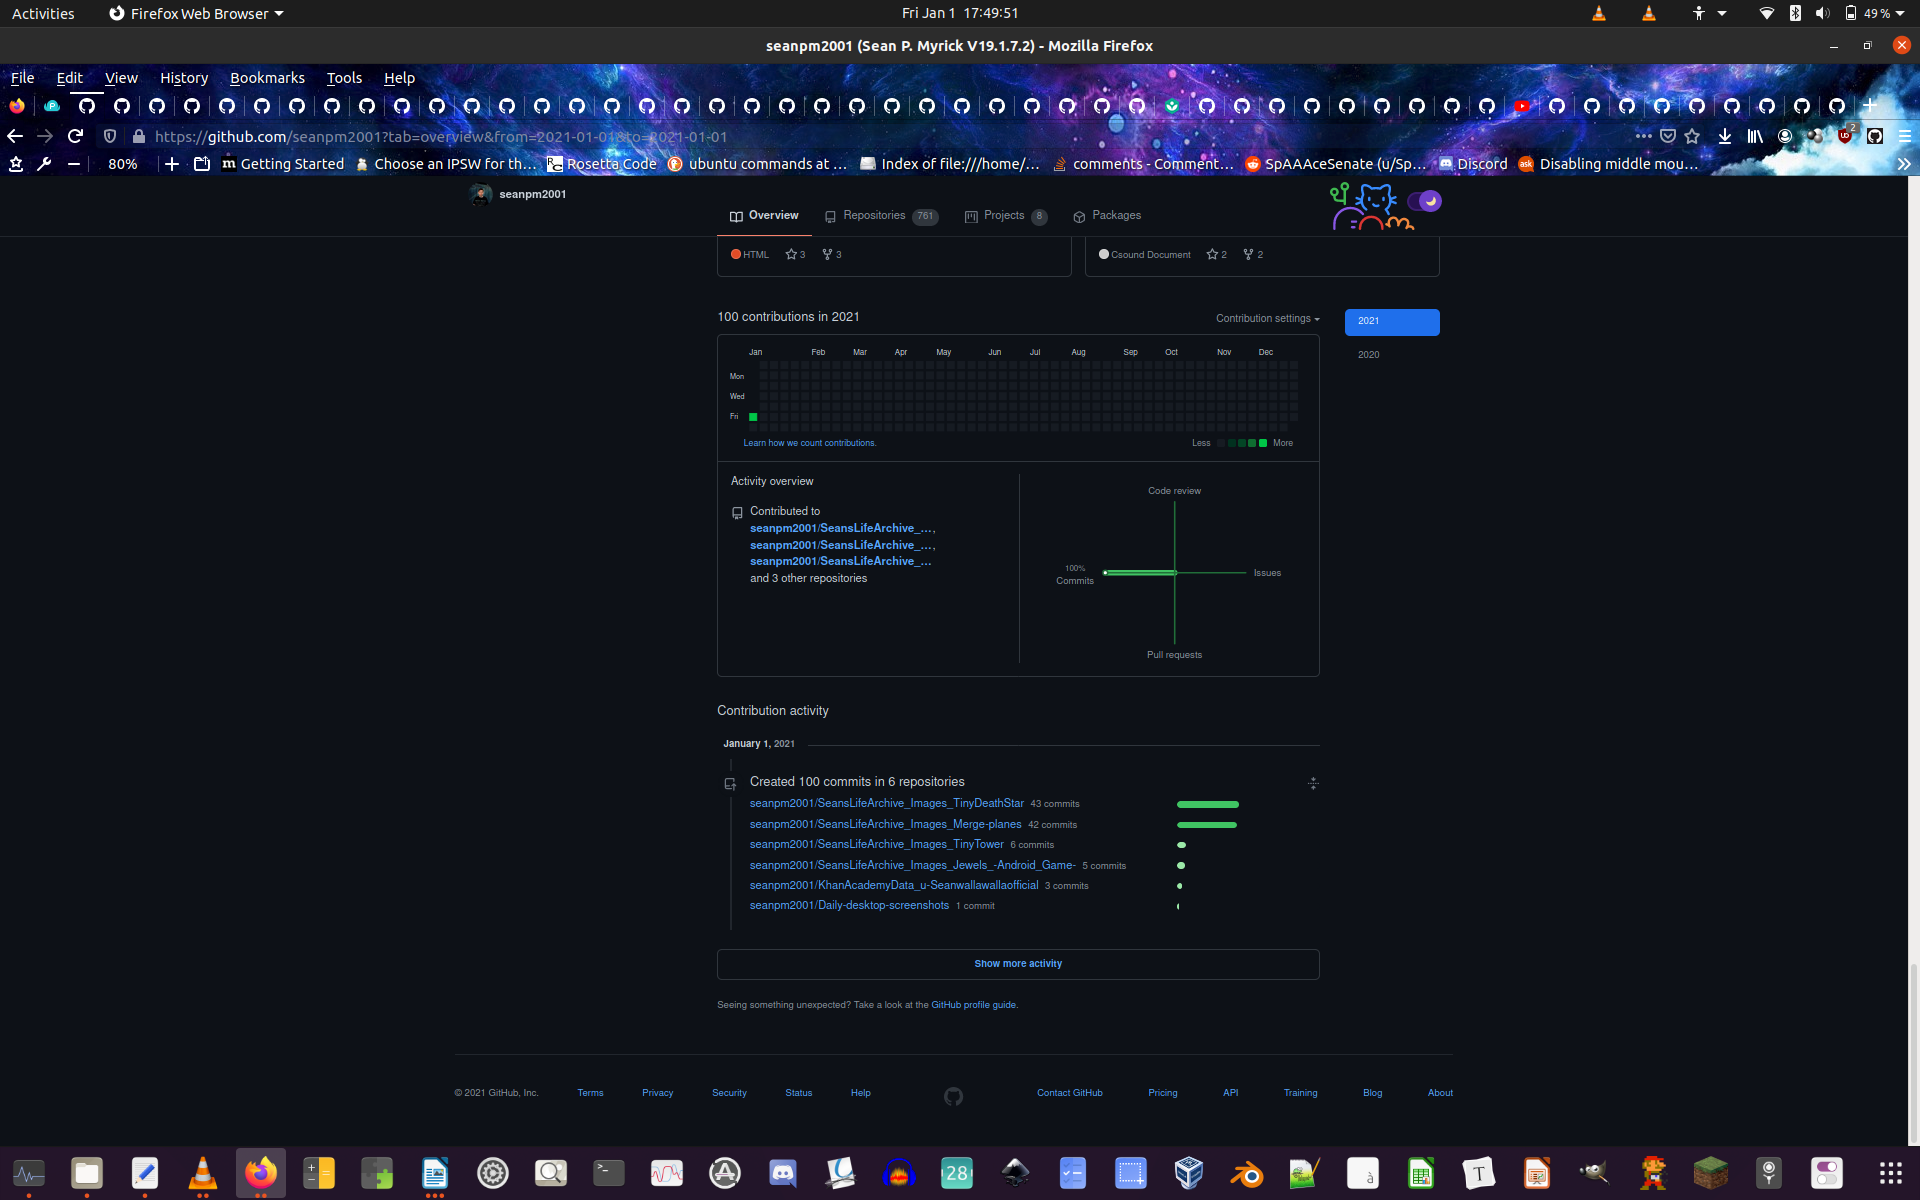 Activities Firefox Web Browser Fri Jan 1 17:49:51 49 %
seanpm2001 (Sean P. Myrick V19.1.7.2) - Mozilla Firefox
File Edit View History Bookmarks Tools Help
https://github.com/seanpm2001?tab=overview&from=2021-01-01&to=2021-01-01 2
80% m Getting Started Choose an IPSW for th… Rosetta Code ubuntu commands at … Index of file:///home/… comments - Comment… SpAAAceSenate (u/Sp… Discord ask Disabling middle mou…
seanpm2001
Overview Repositories 761 Projects 8 Packages
HTML 3 3 Csound Document 2 2
100 contributions in 2021 Contribution settings 2021
2020
Jan Feb Mar Apr May Jun Jul Aug Sep Oct Nov Dec
Mon
Wed
Fri
Learn how we count contributions. Less More
Activity overview
Contributed to
seanpm2001/SeansLifeArchive_…,
seanpm2001/SeansLifeArchive_…,
seanpm2001/SeansLifeArchive_…
and 3 other repositories
Code review
100%
Commits
Issues
Pull requests
Contribution activity
January 1, 2021
Created 100 commits in 6 repositories
seanpm2001/SeansLifeArchive_Images_TinyDeathStar 43 commits
seanpm2001/SeansLifeArchive_Images_Merge-planes 42 commits
seanpm2001/SeansLifeArchive_Images_TinyTower 6 commits
seanpm2001/SeansLifeArchive_Images_Jewels_-Android_Game- 5 commits
seanpm2001/KhanAcademyData_u-Seanwallawallaofficial 3 commits
seanpm2001/Daily-desktop-screenshots 1 commit
Show more activity
Seeing something unexpected? Take a look at the GitHub profile guide.
© 2021 GitHub, Inc. Terms Privacy Security Status Help Contact GitHub Pricing API Training Blog About
28 à T